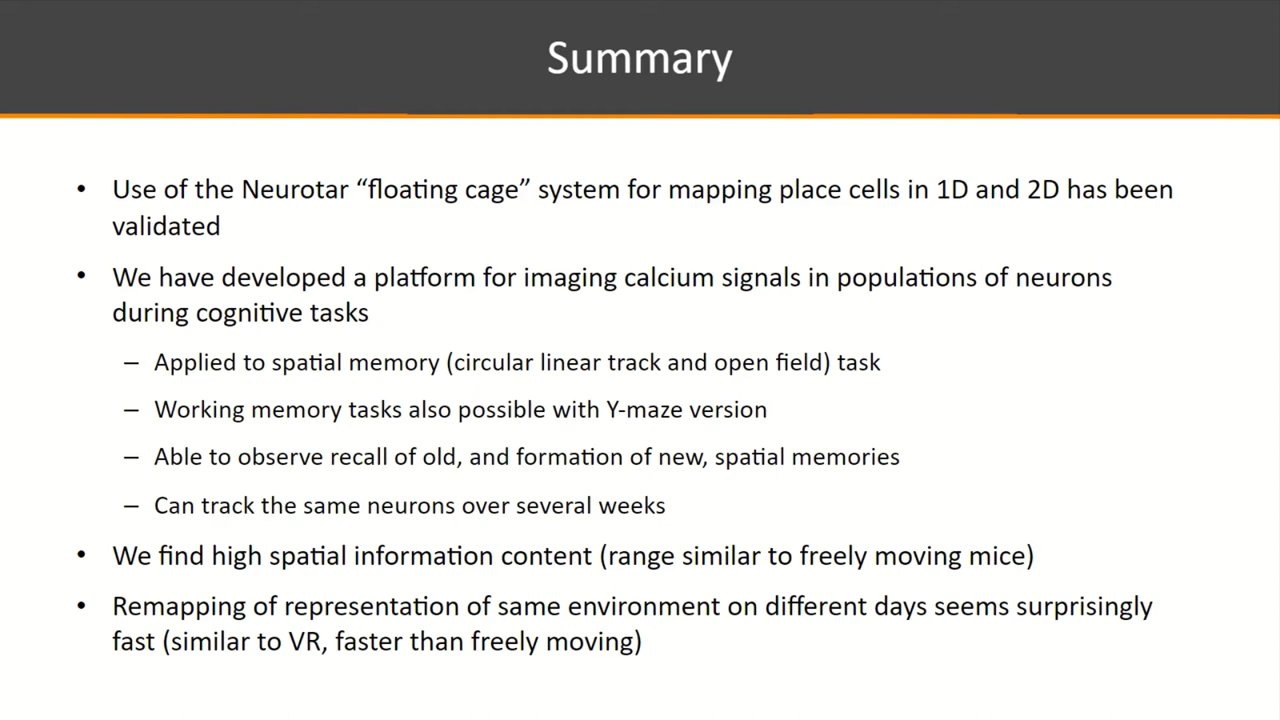 Summary
• Use of the Neurotar “floating cage” system for mapping place cells in 1D and 2D has been
validated
• We have developed a platform for imaging calcium signals in populations of neurons
during cognitive tasks
– Applied to spatial memory (circular linear track and open field) task
– Working memory tasks also possible with Y-maze version
– Able to observe recall of old, and formation of new, spatial memories
– Can track the same neurons over several weeks
• We find high spatial information content (range similar to freely moving mice)
• Remapping of representation of same environment on different days seems surprisingly
fast (similar to VR, faster than freely moving)